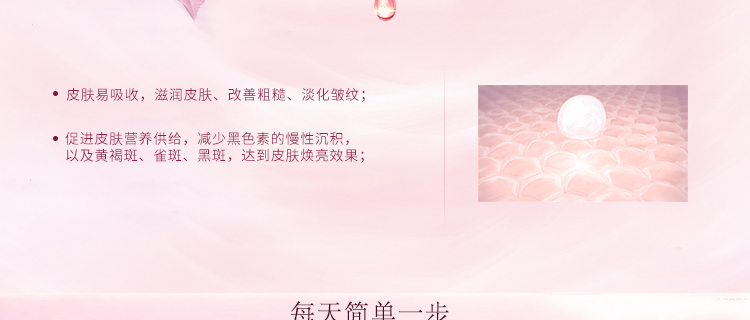 • 皮肤易吸收，滋润皮肤、改善粗糙、淡化皱纹；
• 促进皮肤营养供给，减少黑色素的慢性沉积，
以及黄褐斑、雀斑、黑斑，达到皮肤焕亮效果；
每天简单一步